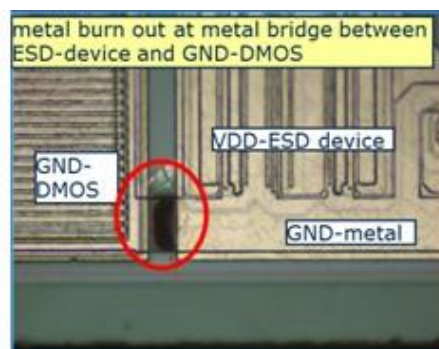 metal burn out at metal bridge between
ESD-device and GND-DMOS
VDD-ESD device
GND-
DMOS
GND-metal